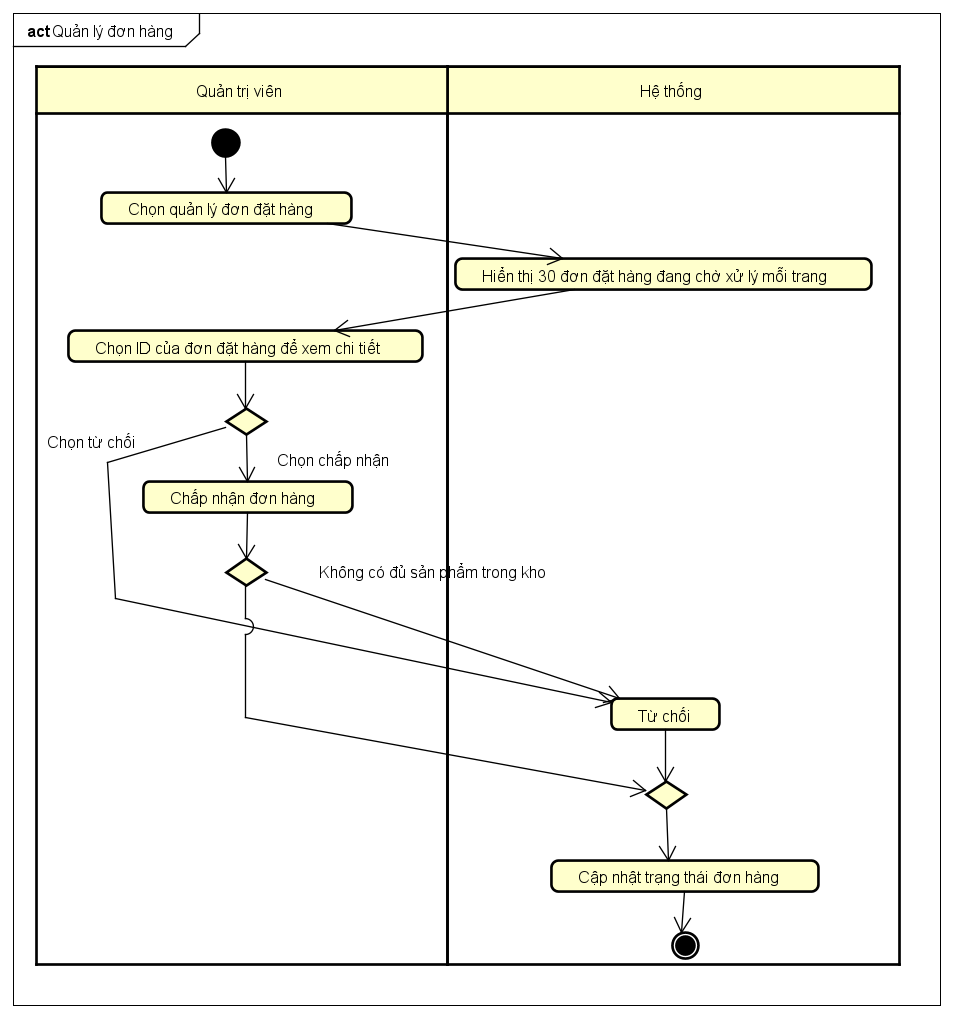 act Quản lý đơn hàng
Quản trị viên
Hệ thống
Chọn quản lý đơn đặt hàng
Hiển thị 30 đơn đặt hàng đang chờ xử lý mỗi trang
Chọn ID của đơn đặt hàng để xem chi tiết
Chọn từ chối
Chọn chấp nhận
Chấp nhận đơn hàng
Không có đủ sản phẩm trong kho
Từ chối
Cập nhật trạng thái đơn hàng